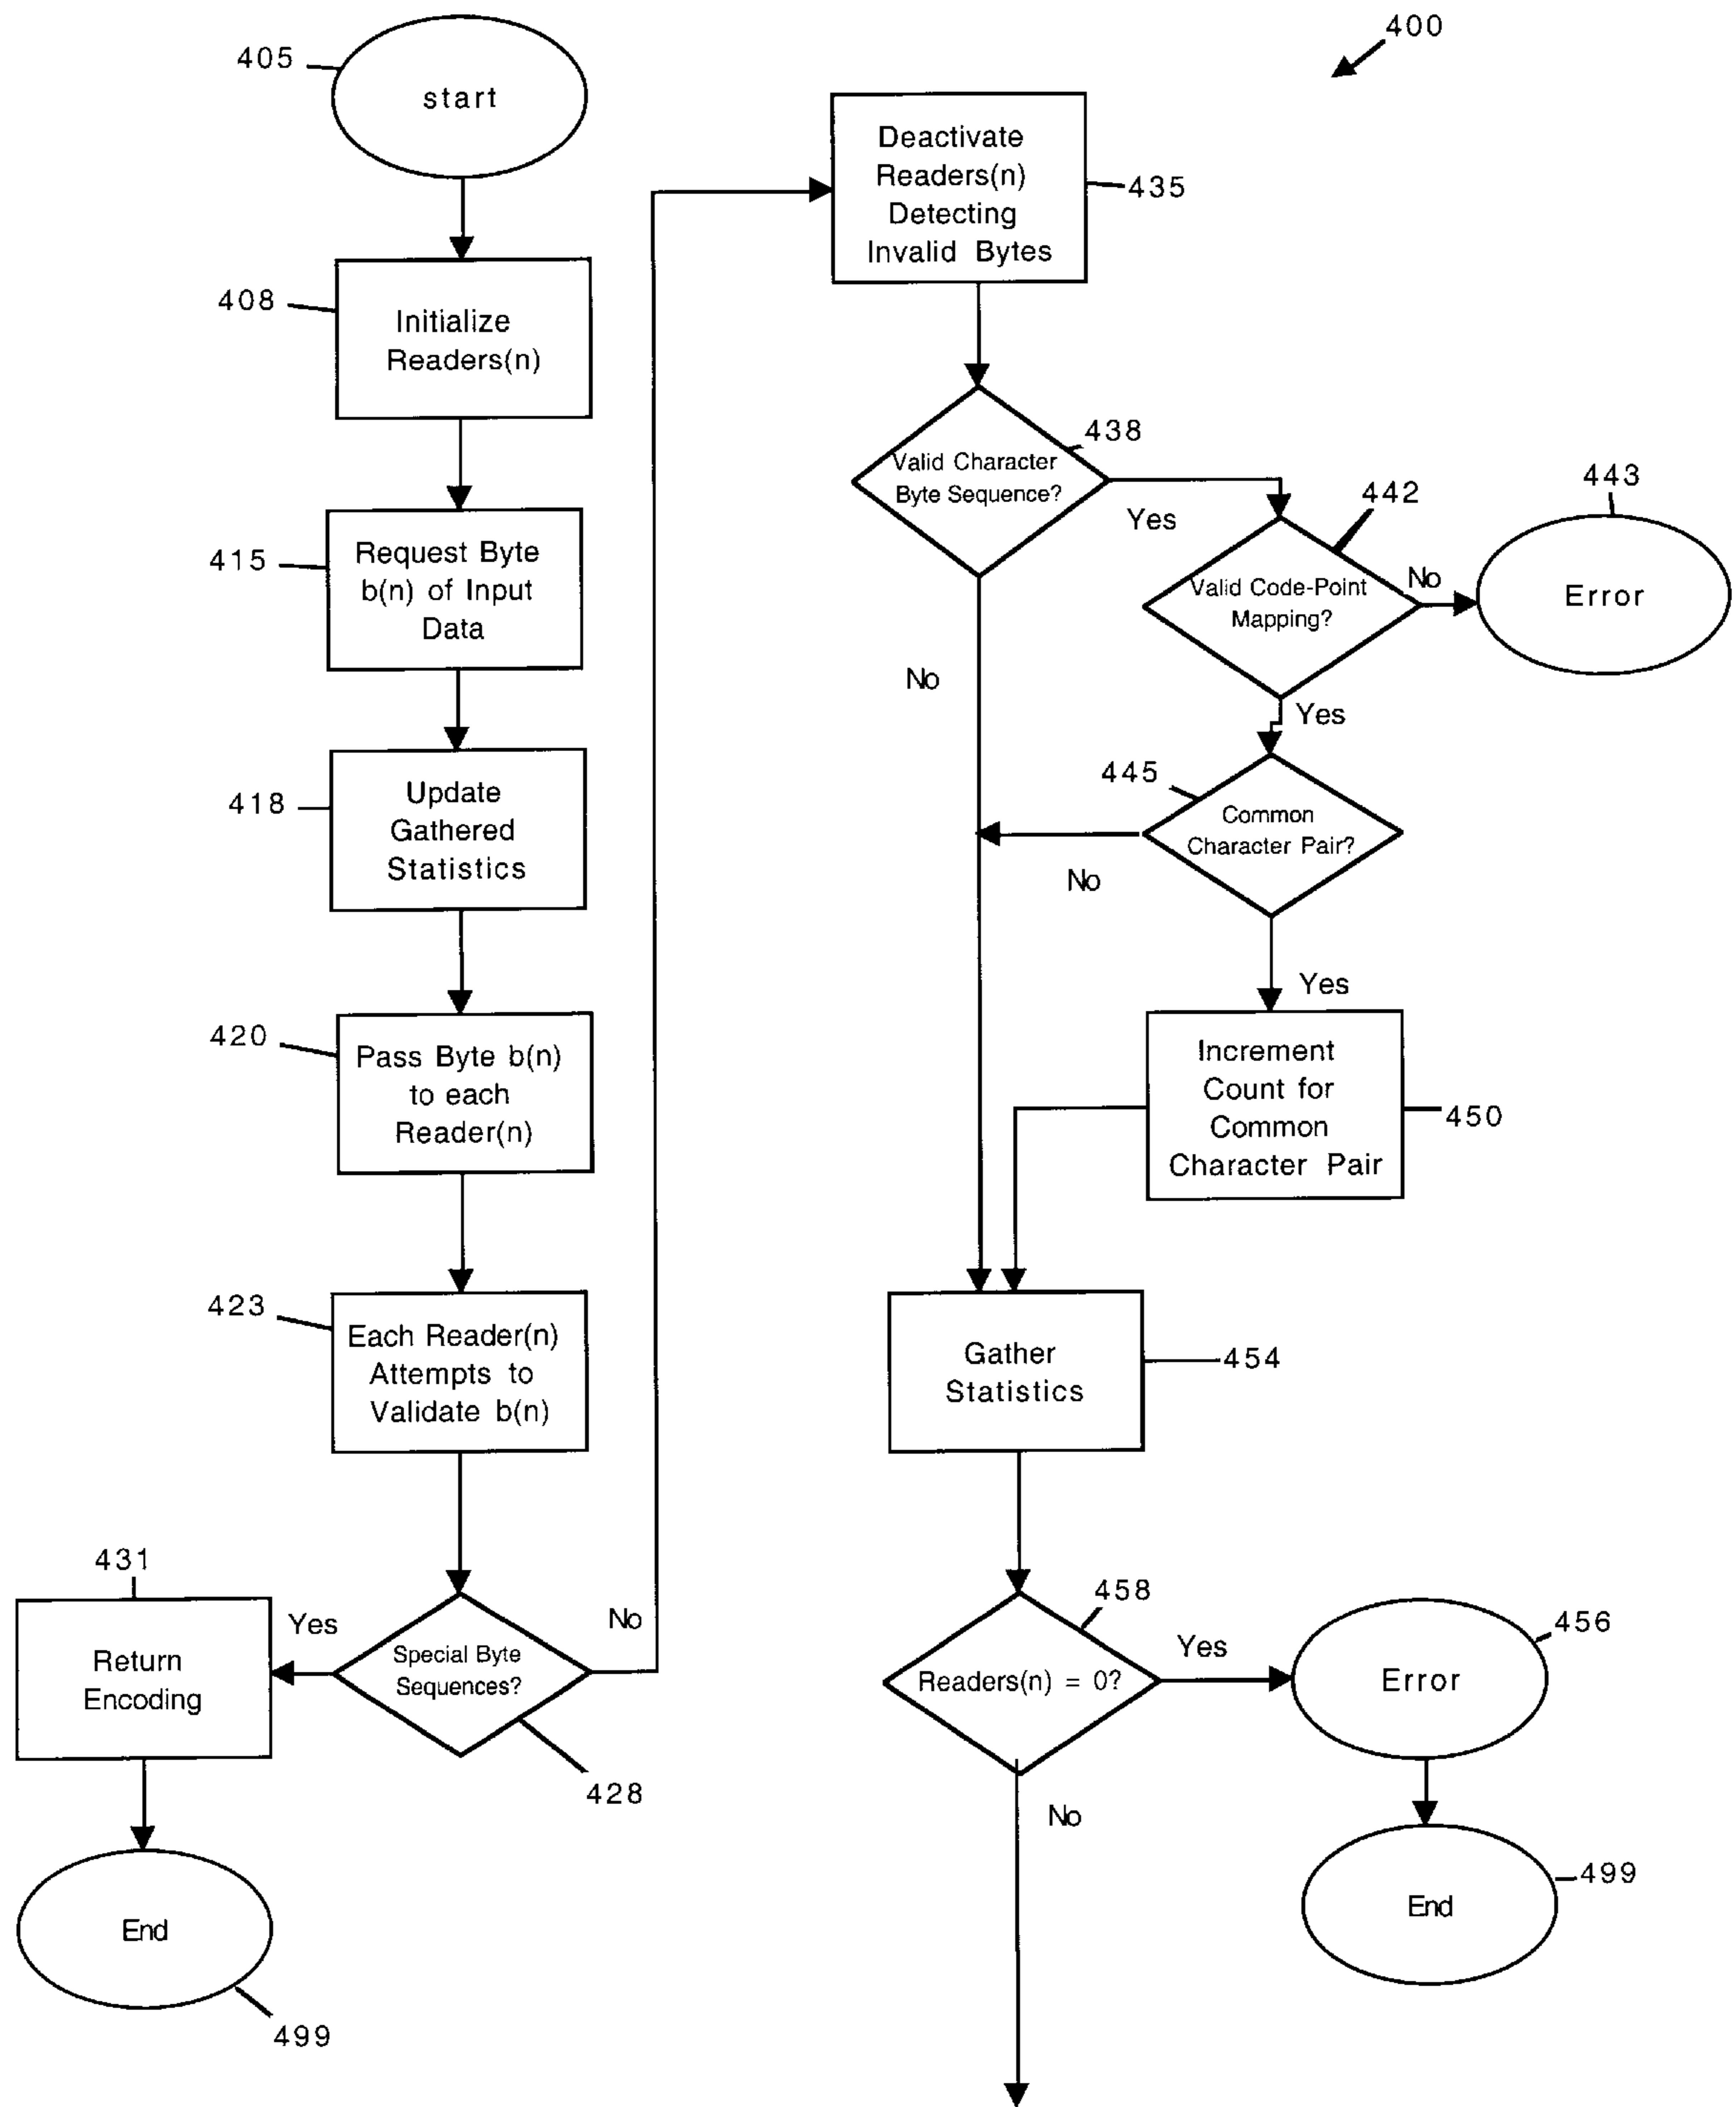 400
405
start
408
Initialize
Readers(n)
415
Request Byte
b(n) of Input
Data
418
Update
Gathered
Statistics
420
Pass Byte b(n)
to each
Reader(n)
423
Each Reader(n)
Attempts to
Validate b(n)
Special Byte
Sequences?
428
Yes
No
431
Return
Encoding
End
499
Deactivate
Readers(n)
Detecting
Invalid Bytes
435
Valid Character
Byte Sequence?
438
Yes
No
442
Valid Code-Point
Mapping?
No
443
Error
Yes
445
Common
Character Pair?
No
Yes
Increment
Count for
Common
Character Pair
450
Gather
Statistics
454
458
Readers(n) = 0?
Yes
456
Error
No
499
End